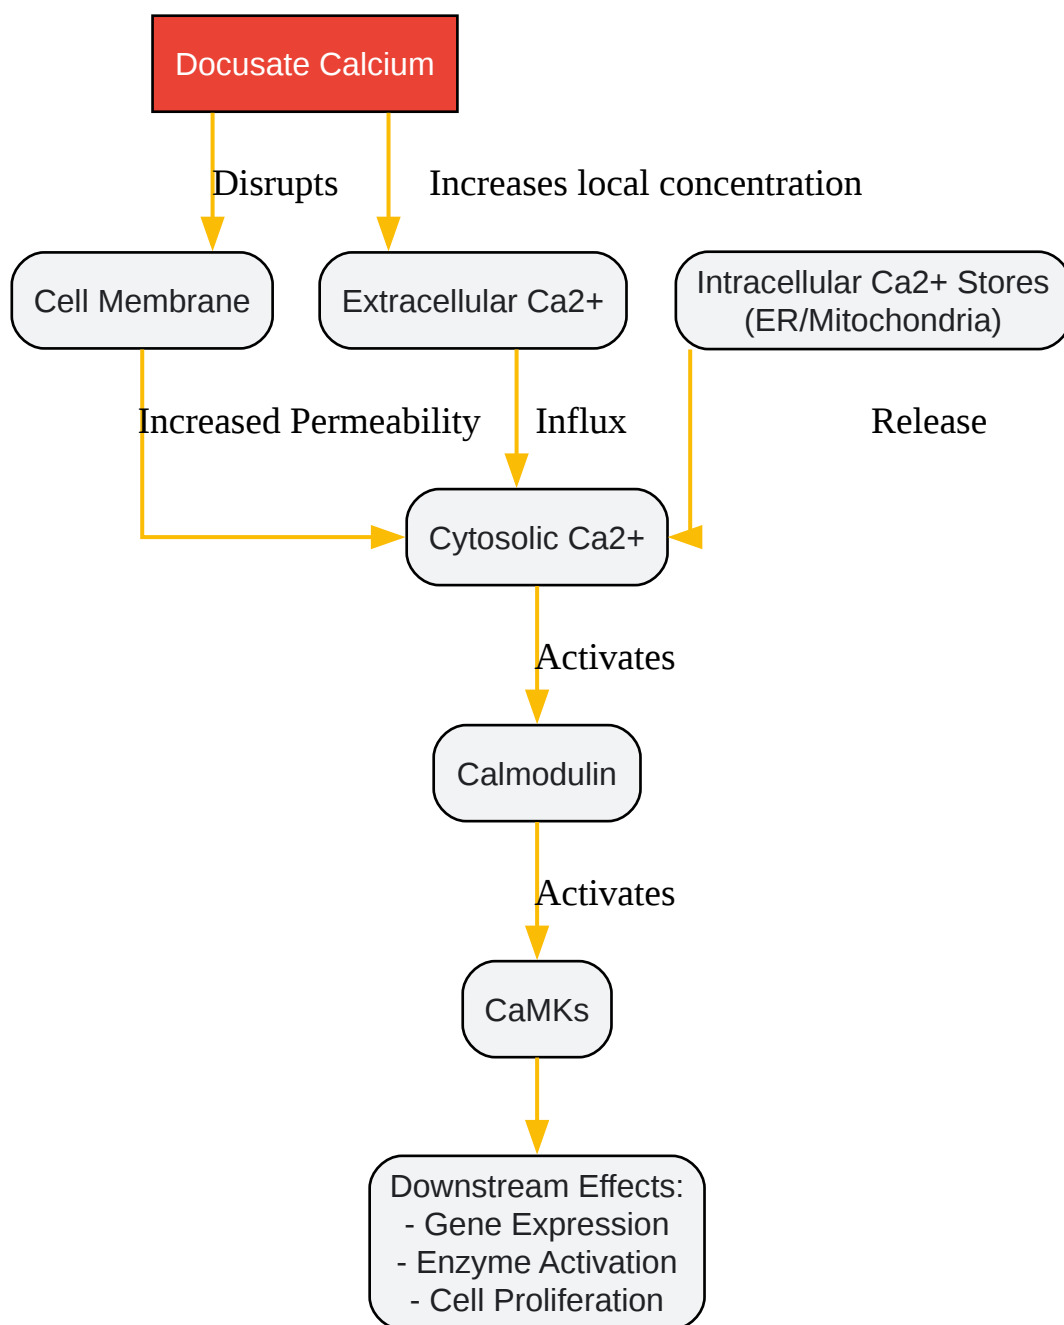 Docusate Calcium
Disrupts
Increases local concentration
Cell Membrane
Extracellular Ca2+
Intracellular Ca2+ Stores
(ER/Mitochondria)
Increased Permeability
Influx
Release
Cytosolic Ca2+
Activates
Calmodulin
Activates
CaMKs
Downstream Effects:
- Gene Expression
- Enzyme Activation
- Cell Proliferation